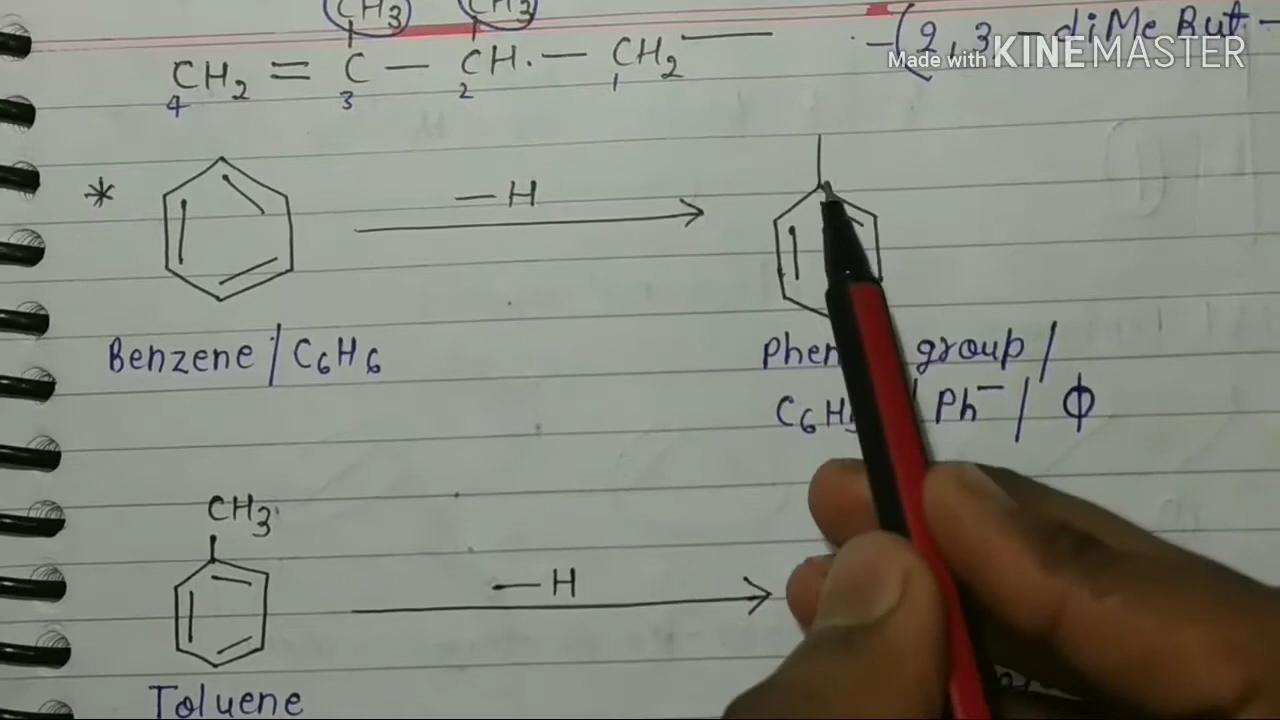 CH3 CH3
CH2 = C — CH. — CH2 — -(2,3 - diMe But -
4 3 2 1
Made with KINEMASTER
* — H
Benzene / C6H6 group /
C6H Ph- / Φ
CH3
— H
Toluene